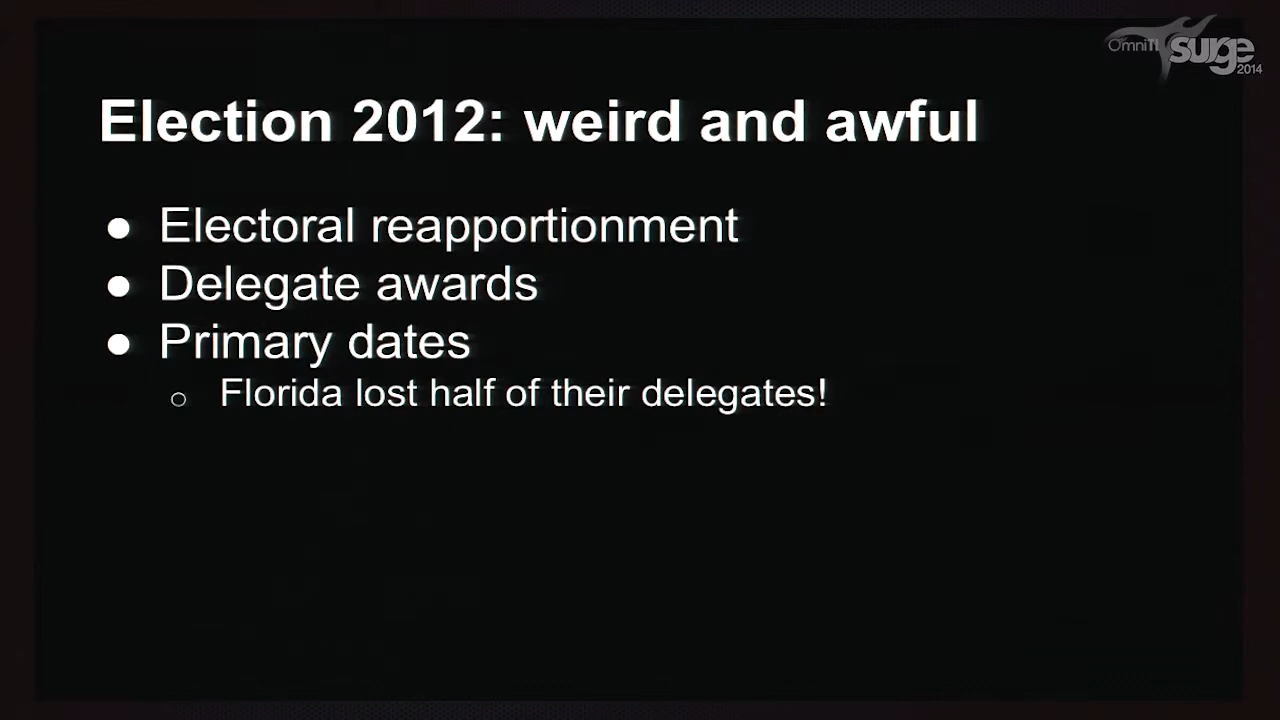 OmniTI surge 2014
Election 2012: weird and awful
● Electoral reapportionment
● Delegate awards
● Primary dates
○ Florida lost half of their delegates!